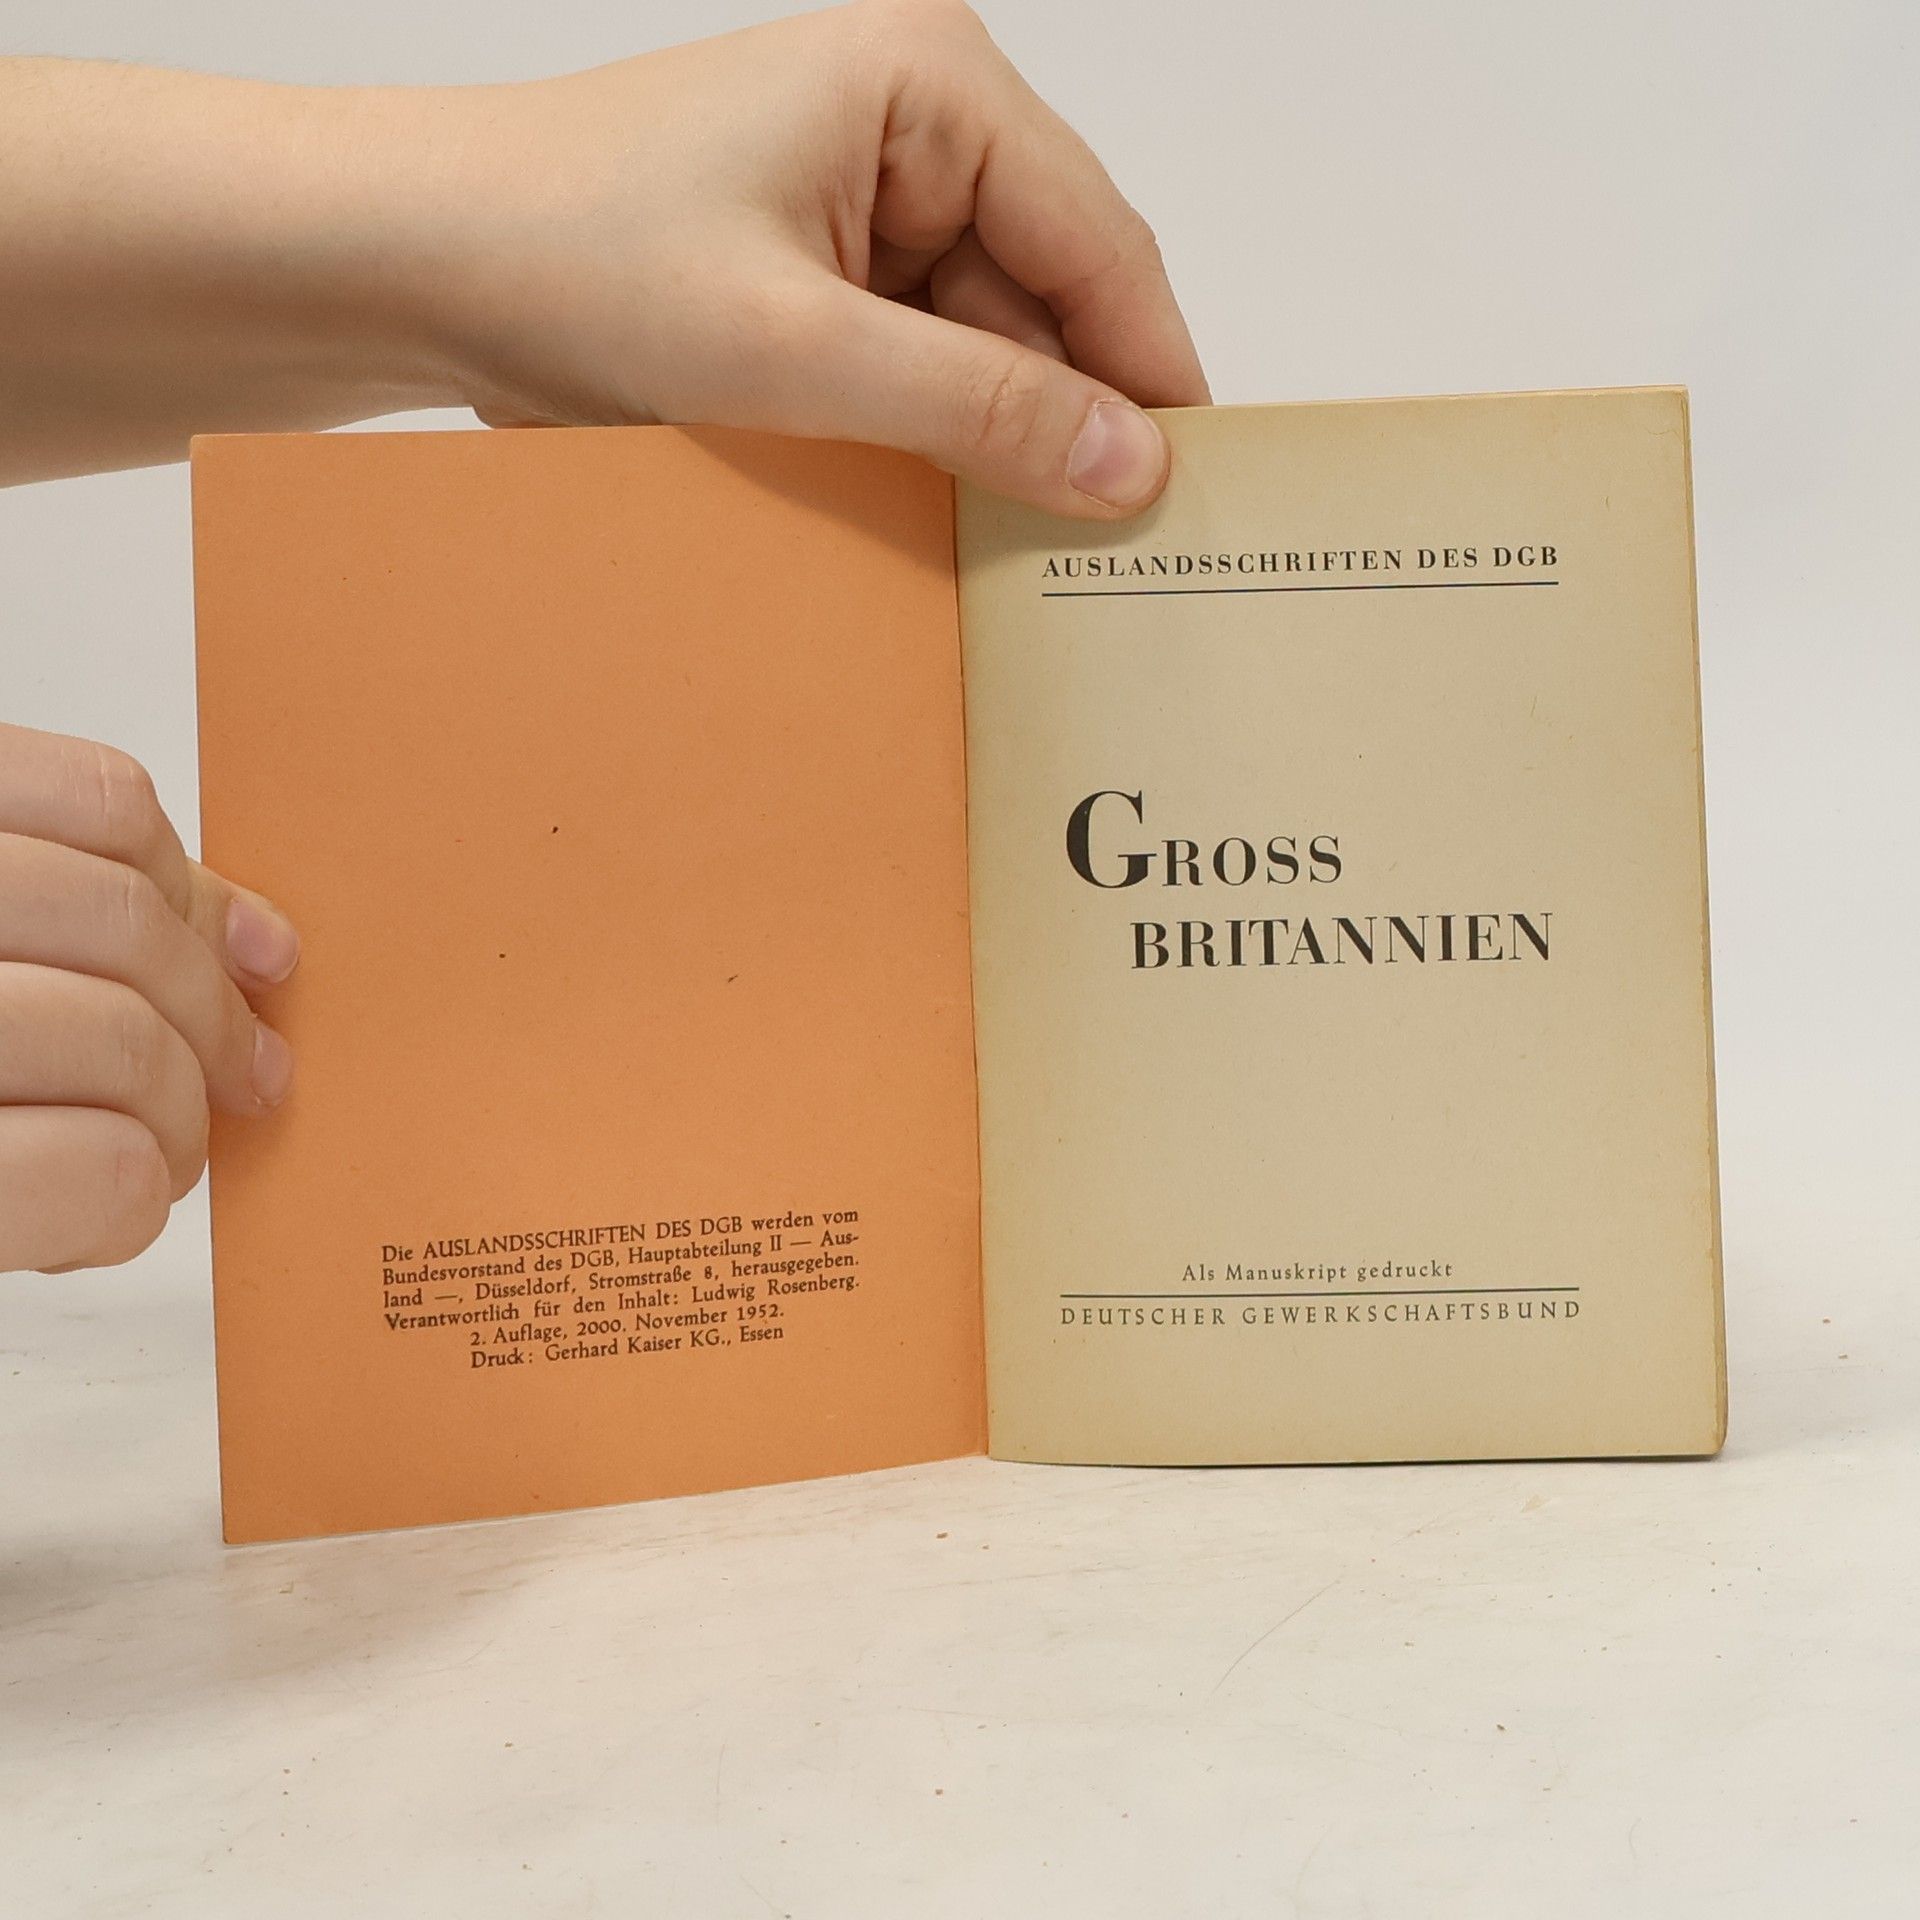 Die AUSLANDSSCHRIFTEN DES DGB werden vom
Bundesvorstand des DGB, Hauptabteilung II — Aus-
land —, Düsseldorf, Stromstraße 8, herausgegeben.
Verantwortlich für den Inhalt: Ludwig Rosenberg.
2. Auflage, 2000. November 1952.
Druck: Gerhard Kaiser KG., Essen
AUSLANDSSCHRIFTEN DES DGB
GROSS
BRITANNIEN
Als Manuskript gedruckt
DEUTSCHER GEWERKSCHAFTSBUND